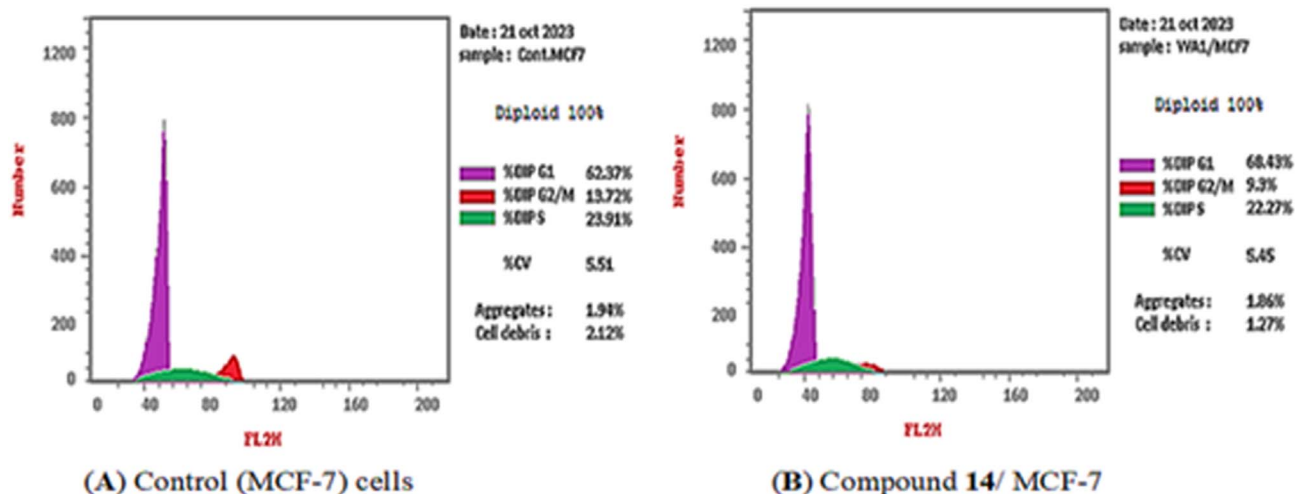 Date : 21 oct 2023
sample : Cont.MCF7
Diploid 100%
%DIP G1 62.37%
%DIP G2/M 13.72%
%DIP S 23.91%
%CV 5.51
Aggregates : 1.94%
Cell debris : 2.12%
Number
1200
800
600
400
200
0
0 40 80 120 160 200
FL2H
(A) Control (MCF-7) cells
Date : 21 oct 2023
sample : WA1/MCF7
Diploid 100%
%DIP G1 68.43%
%DIP G2/M 9.3%
%DIP S 22.27%
%CV 5.45
Aggregates : 1.86%
Cell debris : 1.27%
Number
1200
800
600
400
200
0
0 40 80 120 160 200
FL2H
(B) Compound 14/ MCF-7